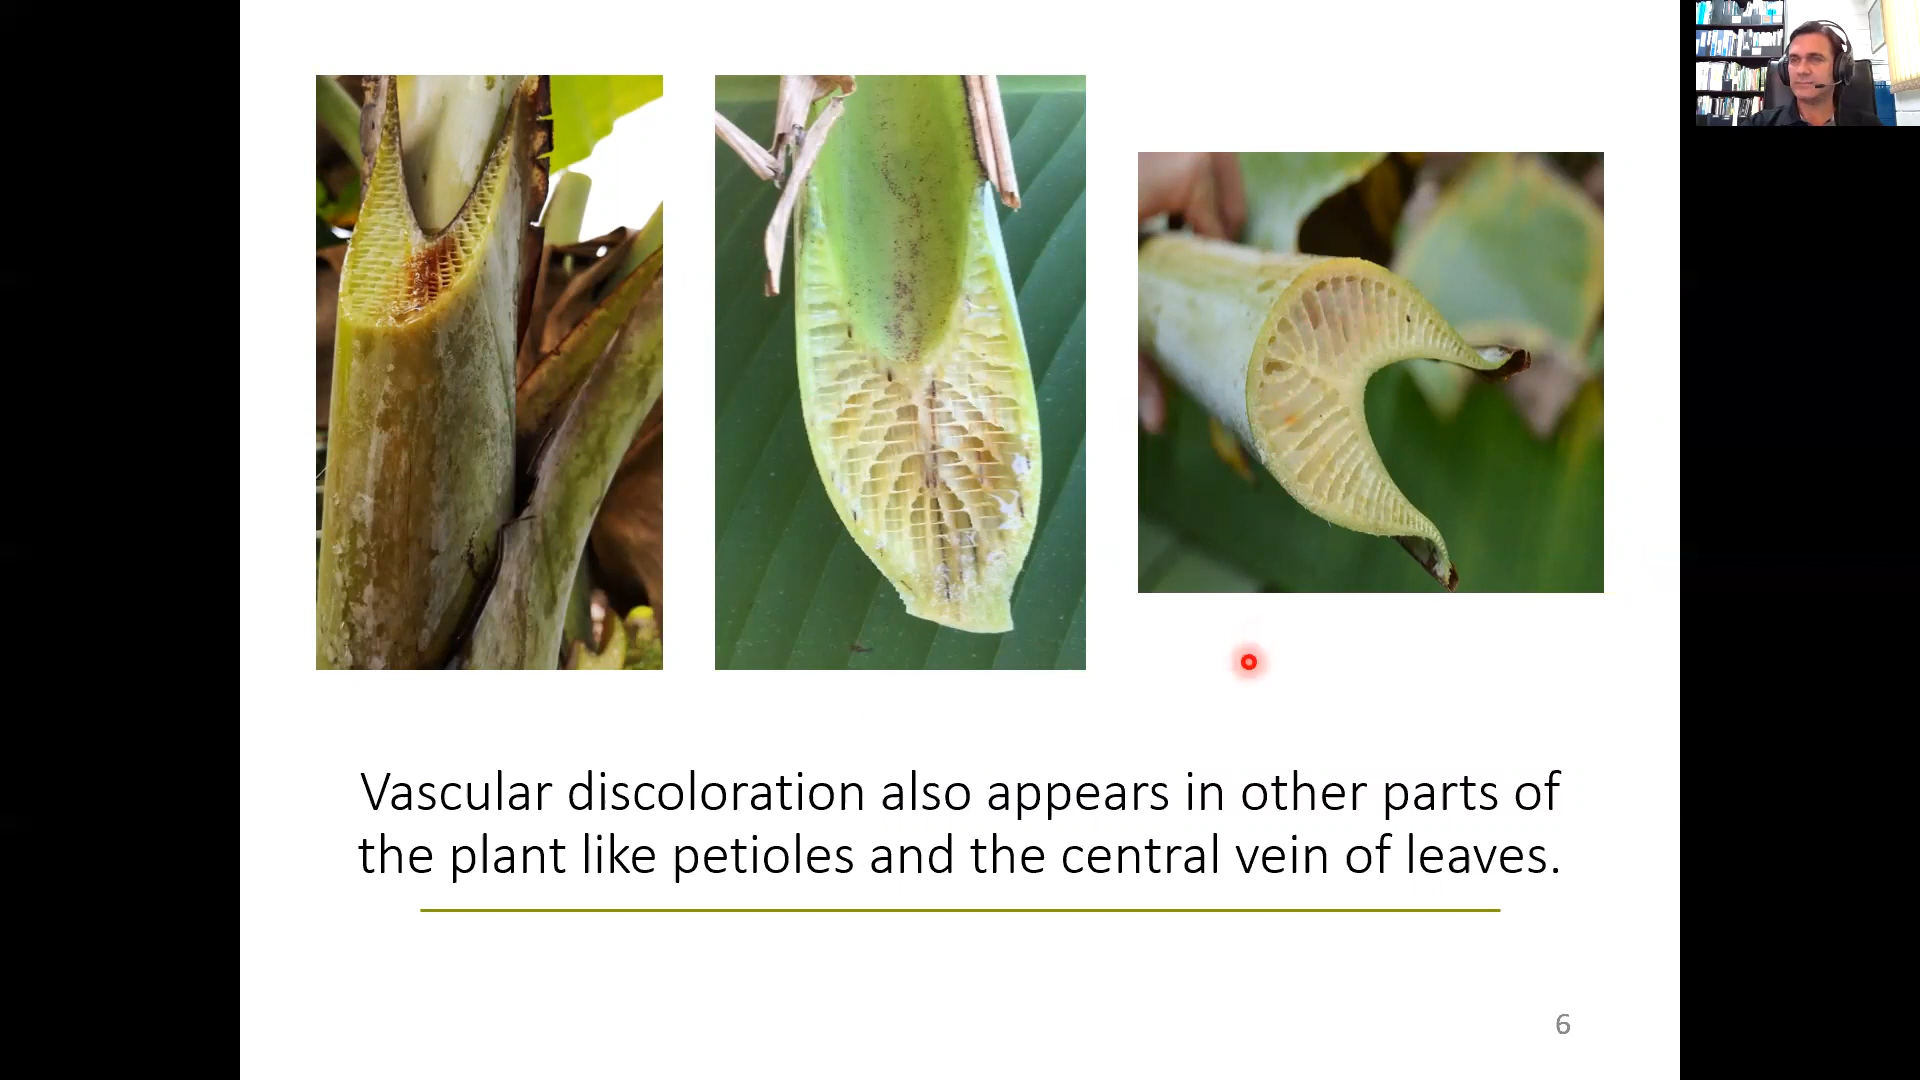 Vascular discoloration also appears in other parts of
the plant like petioles and the central vein of leaves.
6